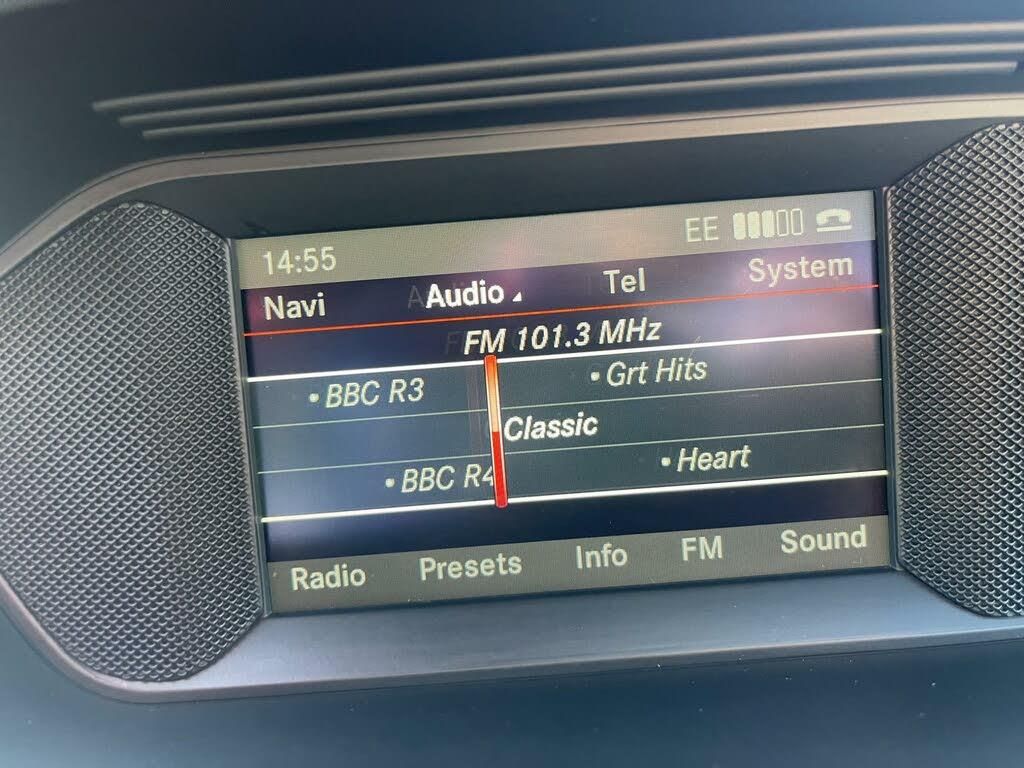 14:55 EE
Navi Audio Tel System
FM 101.3 MHz
• BBC R3 • Grt Hits
Classic
• BBC R4 • Heart
Radio Presets Info FM Sound